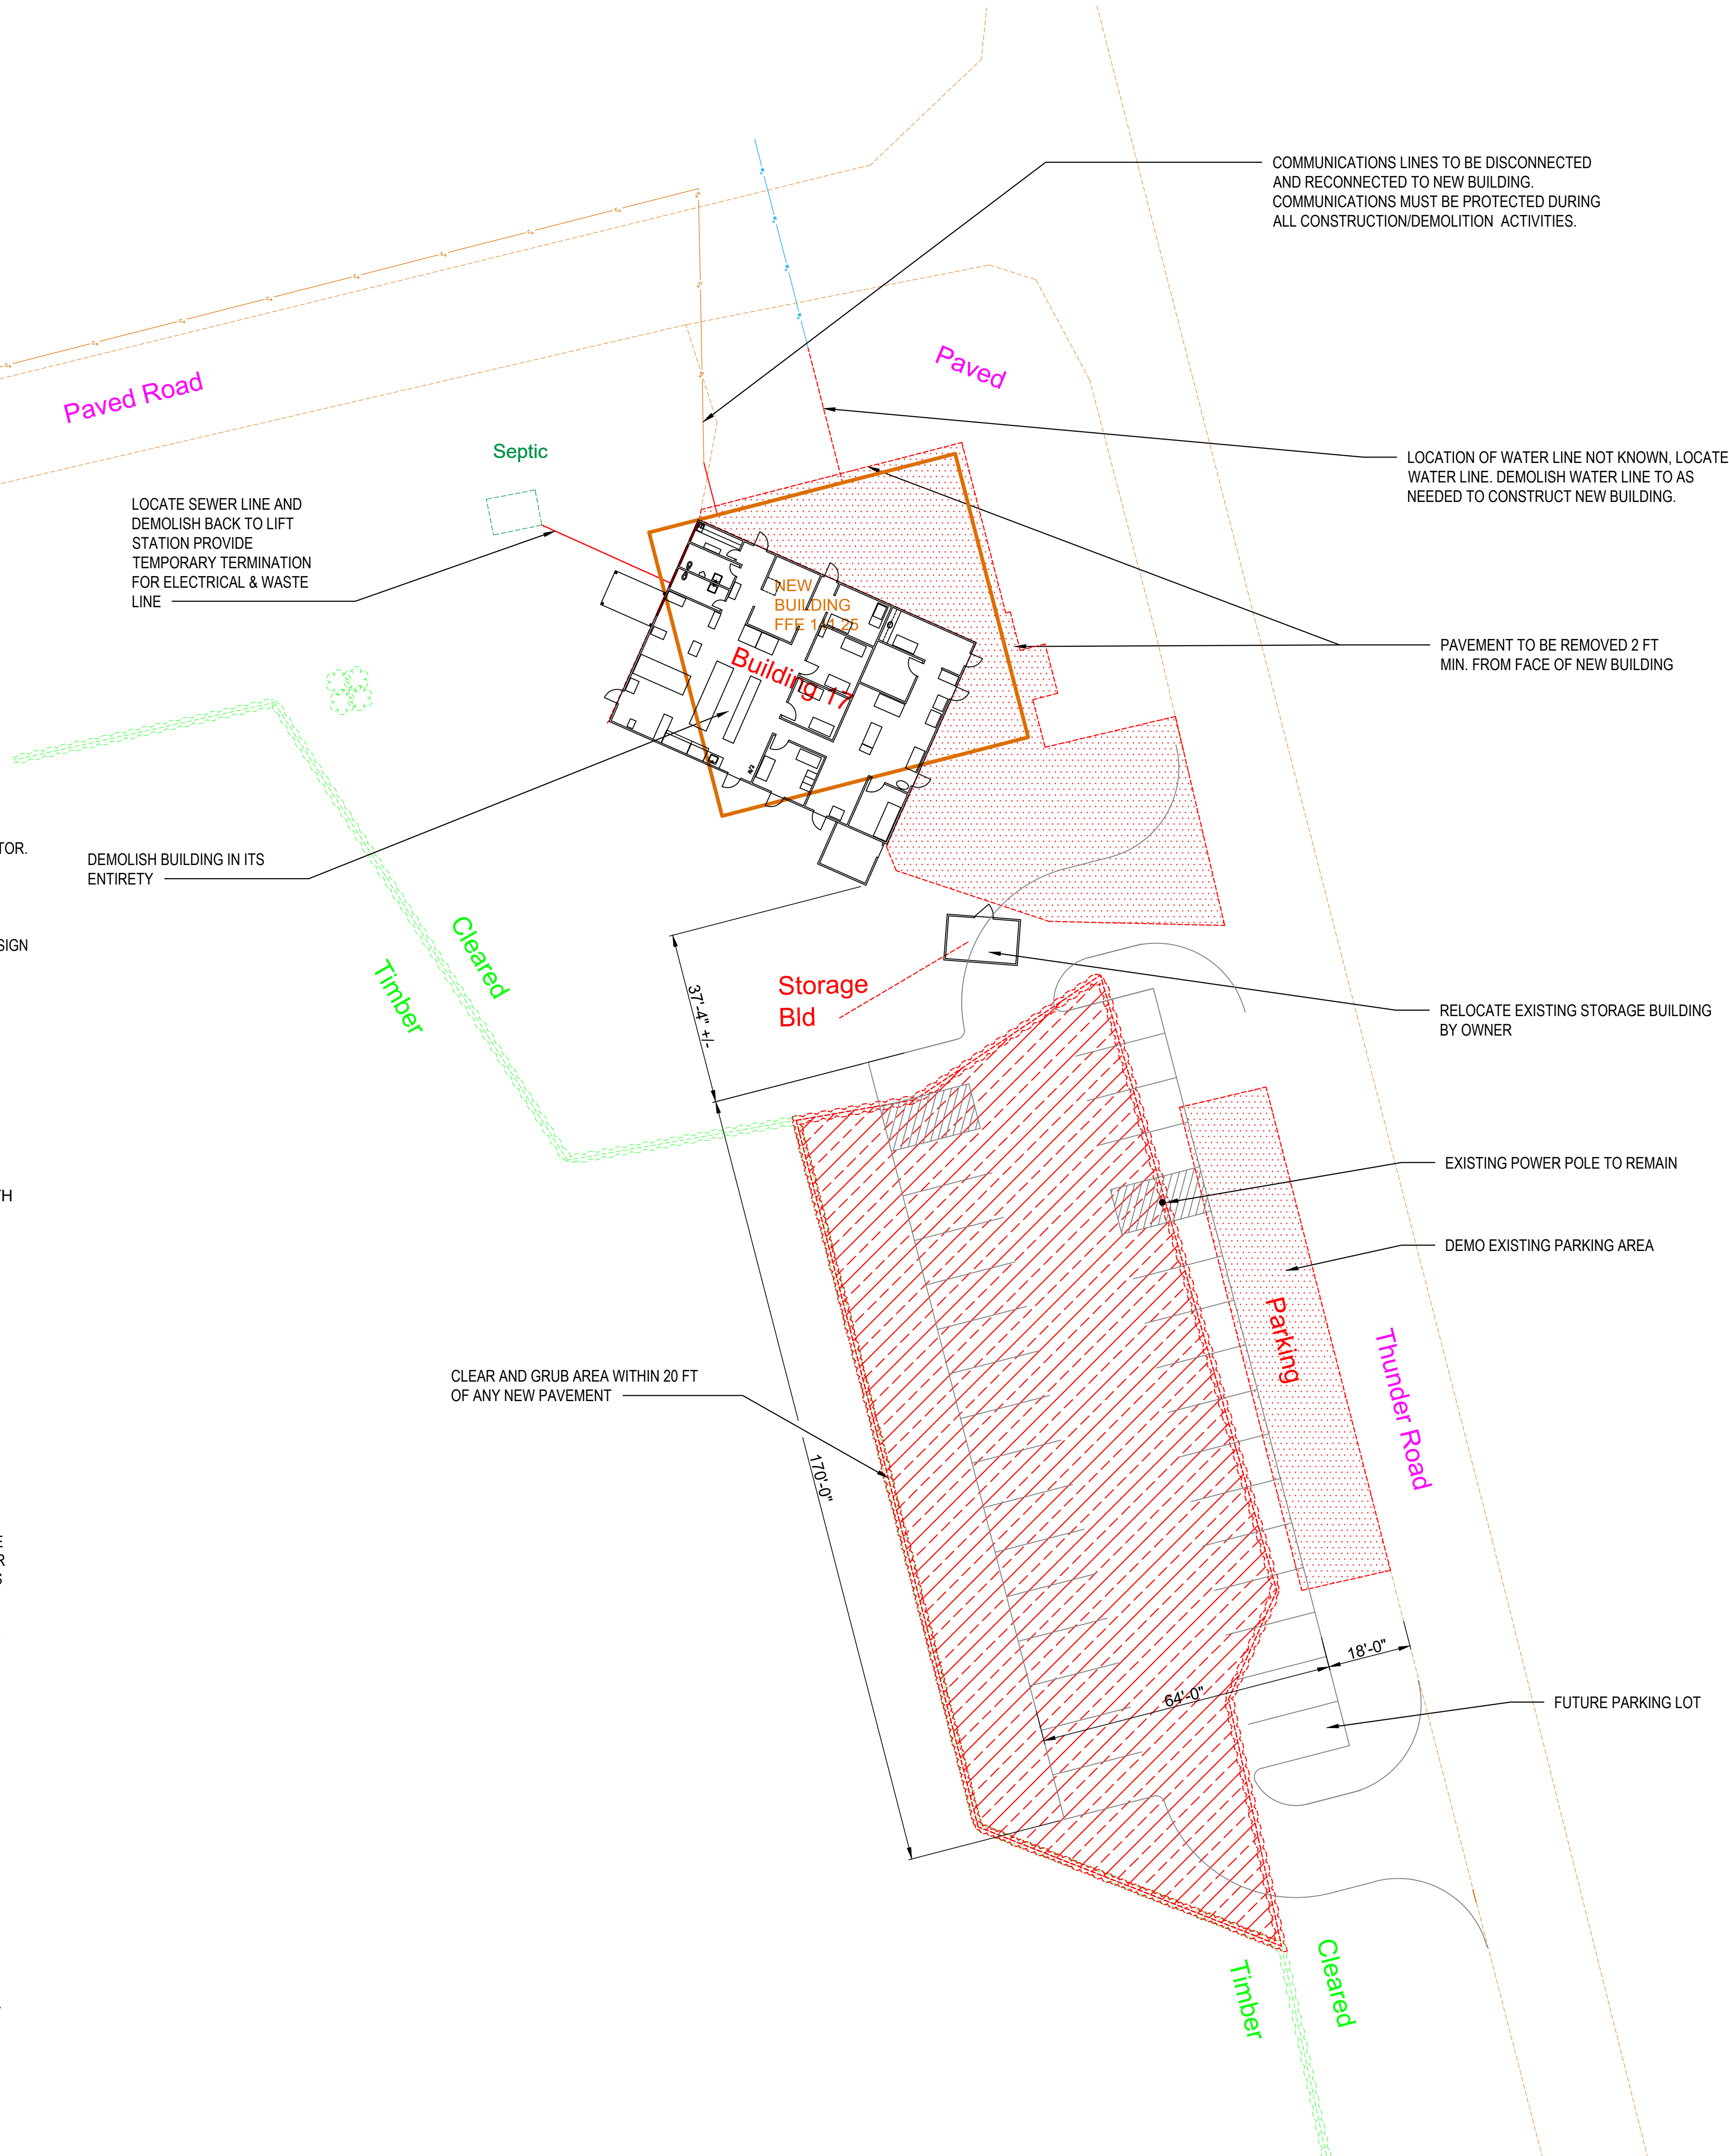 COMMUNICATIONS LINES TO BE DISCONNECTED
AND RECONNECTED TO NEW BUILDING.
COMMUNICATIONS MUST BE PROTECTED DURING
ALL CONSTRUCTION/DEMOLITION ACTIVITIES.
Paved Road
Paved
Septic
LOCATION OF WATER LINE NOT KNOWN, LOCATE
WATER LINE. DEMOLISH WATER LINE TO AS
NEEDED TO CONSTRUCT NEW BUILDING.
LOCATE SEWER LINE AND
DEMOLISH BACK TO LIFT
STATION PROVIDE
TEMPORARY TERMINATION
FOR ELECTRICAL & WASTE
LINE
NEW
BUILDING
FFE 141.25
Building 17
PAVEMENT TO BE REMOVED 2 FT
MIN. FROM FACE OF NEW BUILDING
TOR.
DEMOLISH BUILDING IN ITS
ENTIRETY
SIGN
Cleared
Timber
37'-4" +/-
Storage
Bld
RELOCATE EXISTING STORAGE BUILDING
BY OWNER
EXISTING POWER POLE TO REMAIN
TH
DEMO EXISTING PARKING AREA
Parking
Thunder Road
CLEAR AND GRUB AREA WITHIN 20 FT
OF ANY NEW PAVEMENT
170'-0"
E
R
S
18'-0"
64'-0"
FUTURE PARKING LOT
Cleared
Timber